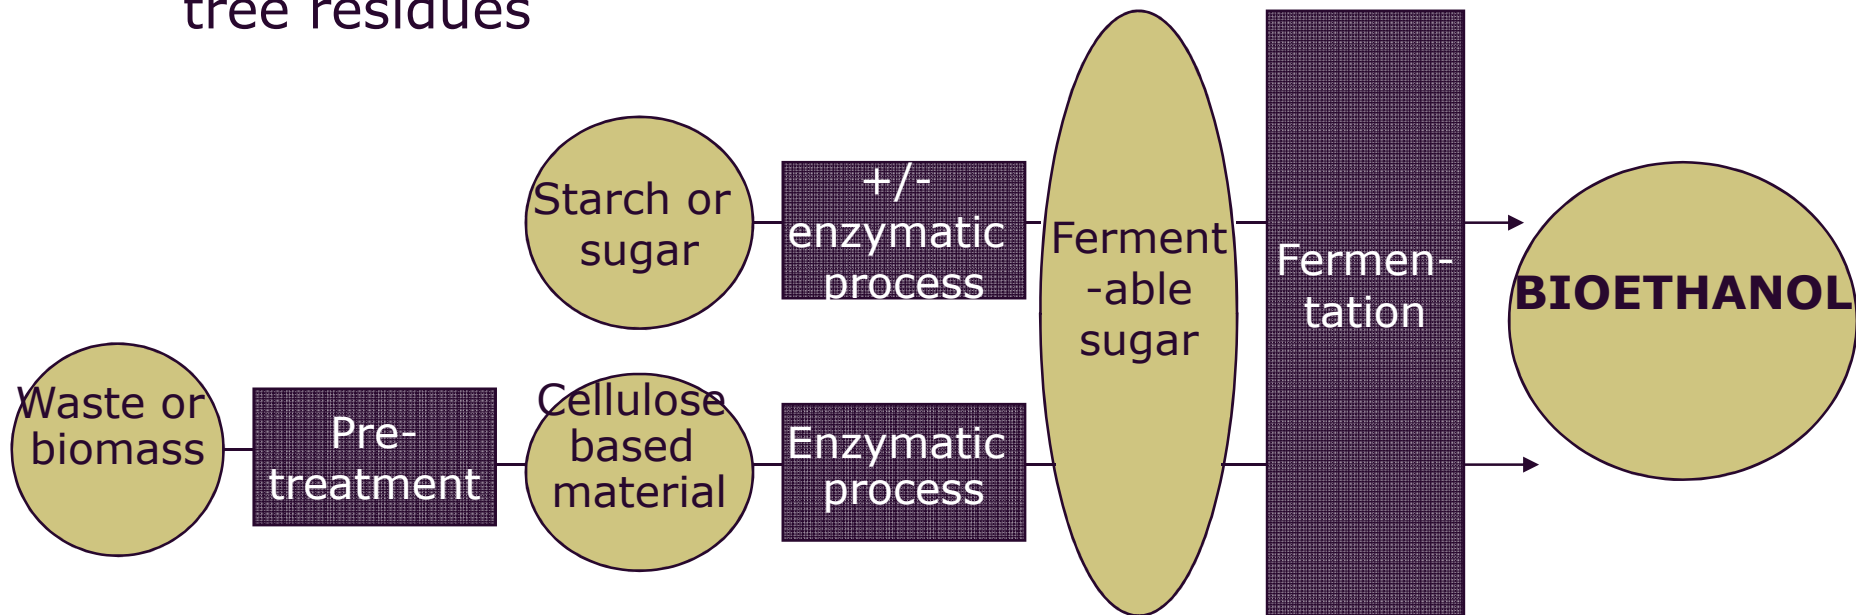 tree residues
Starch or
sugar
+/-
enzymatic
process
Ferment
-able
sugar
Fermen-
tation
BIOETHANOL
Waste or
biomass
Pre-
treatment
Cellulose
based
material
Enzymatic
process